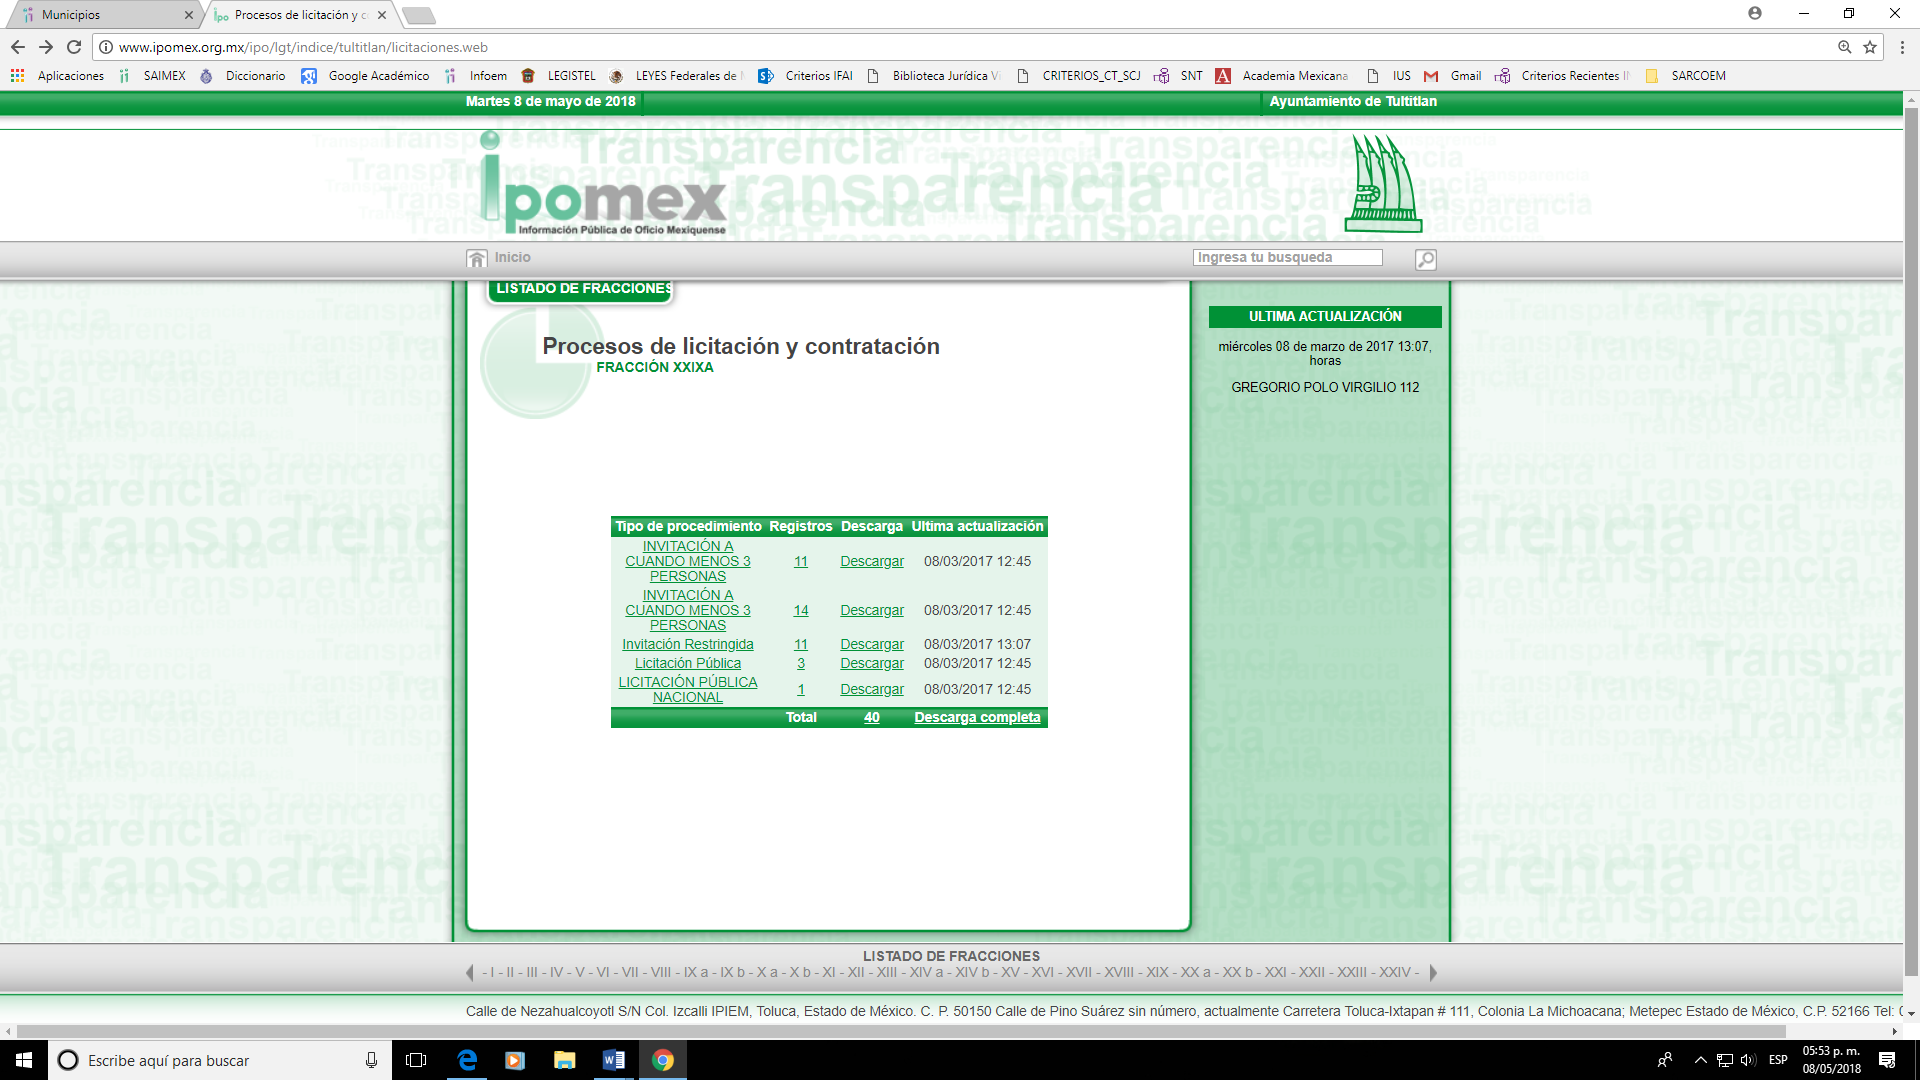 Municipios
Procesos de licitación y c
www.ipomex.org.mx/ipo/lgt/indice/tultitlan/licitaciones.web
Aplicaciones SAIMEX Diccionario Google Académico Infoem LEGISTEL LEYES Federales de Criterios IFAI Biblioteca Jurídica CRITERIOS_CT_SCJ SNT Academia Mexicana IUS Gmail Criterios Recientes SARCOEM
Martes 8 de mayo de 2018
Ayuntamiento de Tultitlan
Transparencia
ipomex
Información Pública de Oficio Mexiquense
Inicio
Ingresa tu busqueda
LISTADO DE FRACCIONES
Procesos de licitación y contratación
FRACCIÓN XXIXA
ULTIMA ACTUALIZACIÓN
miércoles 08 de marzo de 2017 13:07,
horas
GREGORIO POLO VIRGILIO 112
Tipo de procedimiento Registros Descarga Ultima actualización
INVITACIÓN A
CUANDO MENOS 3 11 Descargar 08/03/2017 12:45
PERSONAS
INVITACIÓN A
CUANDO MENOS 3 14 Descargar 08/03/2017 12:45
PERSONAS
Invitación Restringida 11 Descargar 08/03/2017 13:07
Licitación Pública 3 Descargar 08/03/2017 12:45
LICITACIÓN PÚBLICA
NACIONAL 1 Descargar 08/03/2017 12:45
Total 40 Descarga completa
LISTADO DE FRACCIONES
- I - II - III - IV - V - VI - VII - VIII - IX a - IX b - X a - X b - XI - XII - XIII - XIV a - XIV b - XV - XVI - XVII - XVIII - XIX - XX a - XX b - XXI - XXII - XXIII - XXIV -
Calle de Nezahualcoyotl S/N Col. Izcalli IPIEM, Toluca, Estado de México. C. P. 50150 Calle de Pino Suárez sin número, actualmente Carretera Toluca-Ixtapan # 111, Colonia La Michoacana; Metepec Estado de México, C.P. 52166 Tel:
Escribe aquí para buscar
ESP
05:53 p. m.
08/05/2018